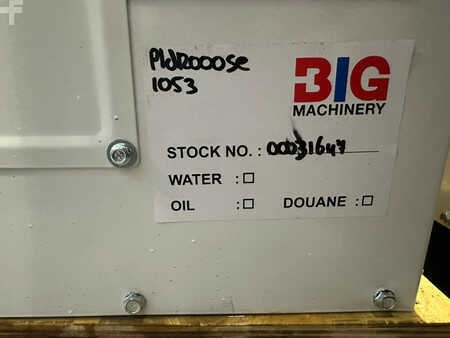 PldR000se
1053
BIG
MACHINERY
STOCK NO. : 00031647
WATER :☐
OIL :☐ DOUANE :☐